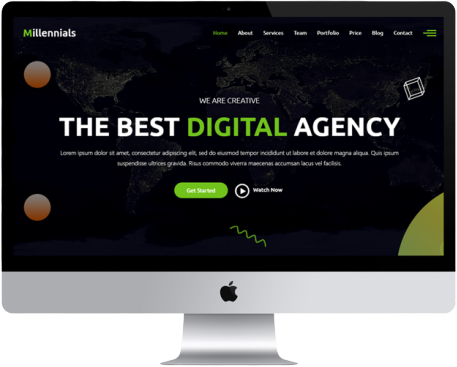 Millennials
Home About Services Team Portfolio Price Blog Contact
WE ARE CREATIVE
THE BEST DIGITAL AGENCY
Lorem ipsum dolor sit amet, consectetur adipiscing elit, sed do eiusmod tempor incididunt ut labore et dolore magna aliqua. Quis ipsum
suspendisse ultrices gravida. Risus commodo viverra maecenas accumsan lacus vel facilisis.
Get Started Watch Now